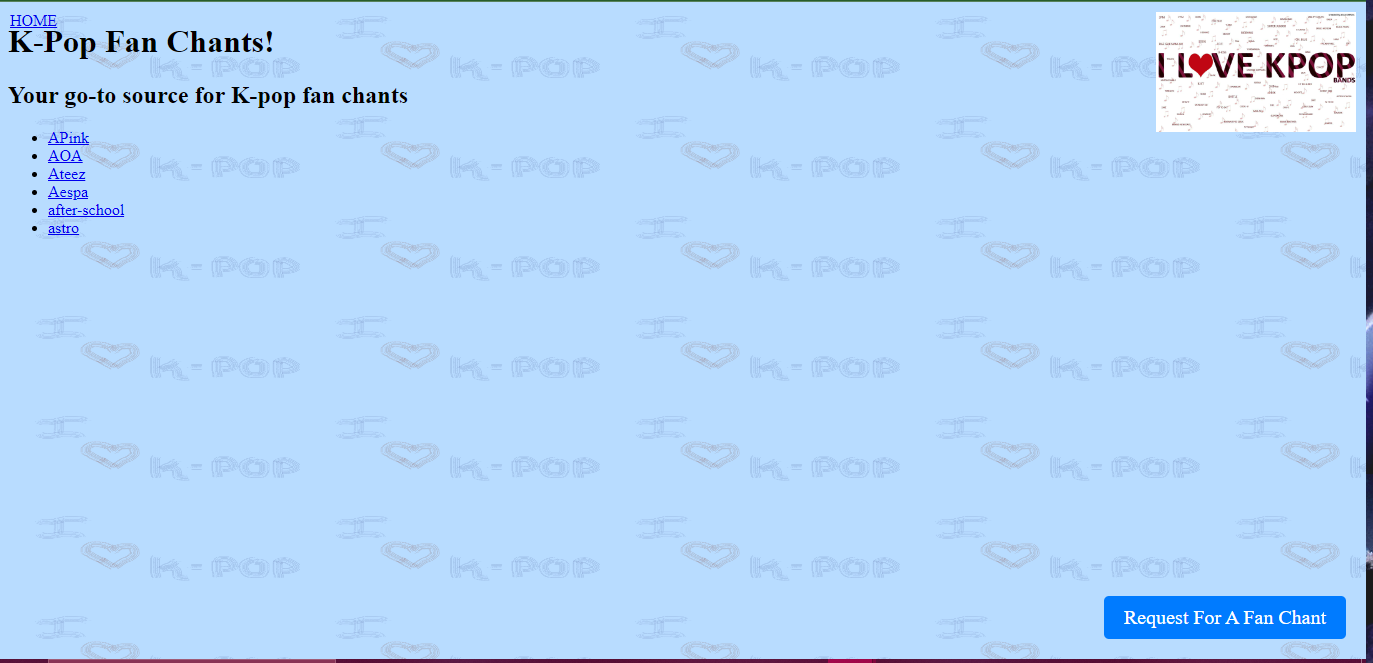 HOME
K-Pop Fan Chants!
I LOVE KPOP
BANDS
Your go-to source for K-pop fan chants
APink
AOA
Ateez
Aespa
after-school
astro
I
K-POP
Request For A Fan Chant